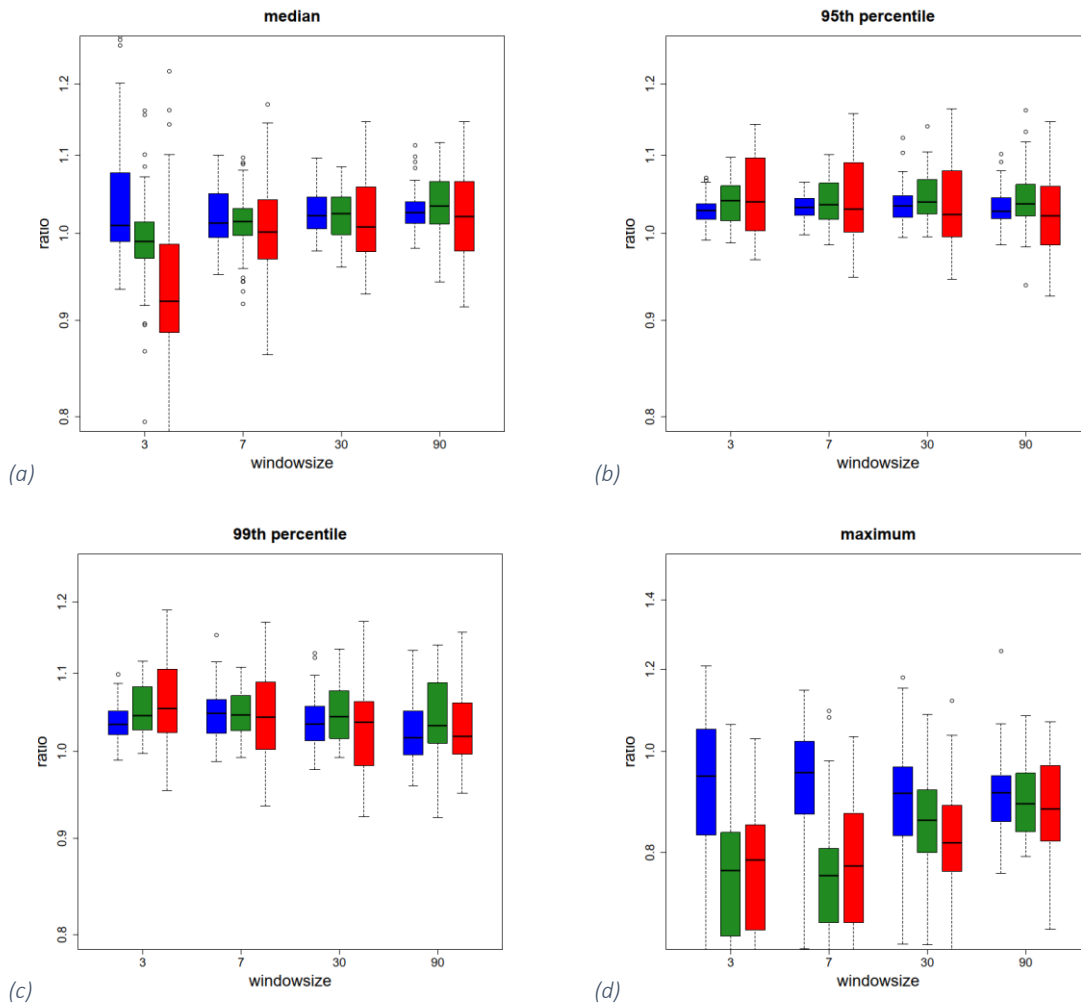 median
1.2
1.1
1.0
0.9
0.8
ratio
3 7 30 90
windowsize
(a)
95th percentile
1.2
1.1
1.0
0.9
0.8
ratio
3 7 30 90
windowsize
(b)
99th percentile
1.2
1.1
1.0
0.9
0.8
ratio
3 7 30 90
windowsize
(c)
maximum
1.4
1.2
1.0
0.8
ratio
3 7 30 90
windowsize
(d)